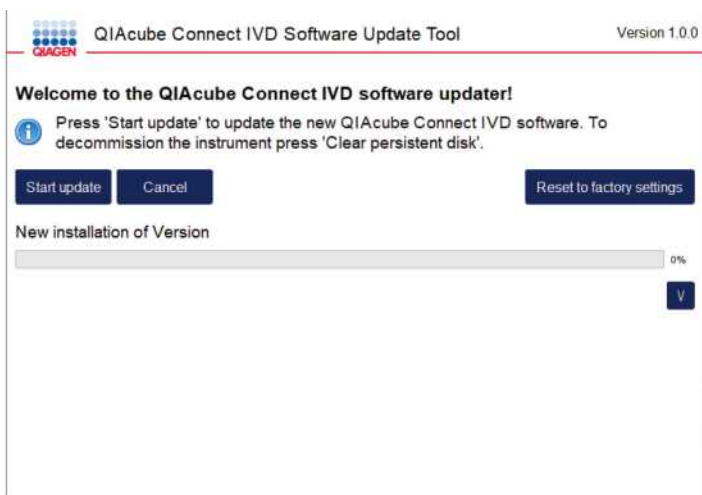 QIAGEN
QIAcube Connect IVD Software Update Tool
Version 1.0.0
Welcome to the QIAcube Connect IVD software updater!
Press 'Start update' to update the new QIAcube Connect IVD software. To
decommission the instrument press 'Clear persistent disk'.
Start update
Cancel
Reset to factory settings
New installation of Version
0%
V